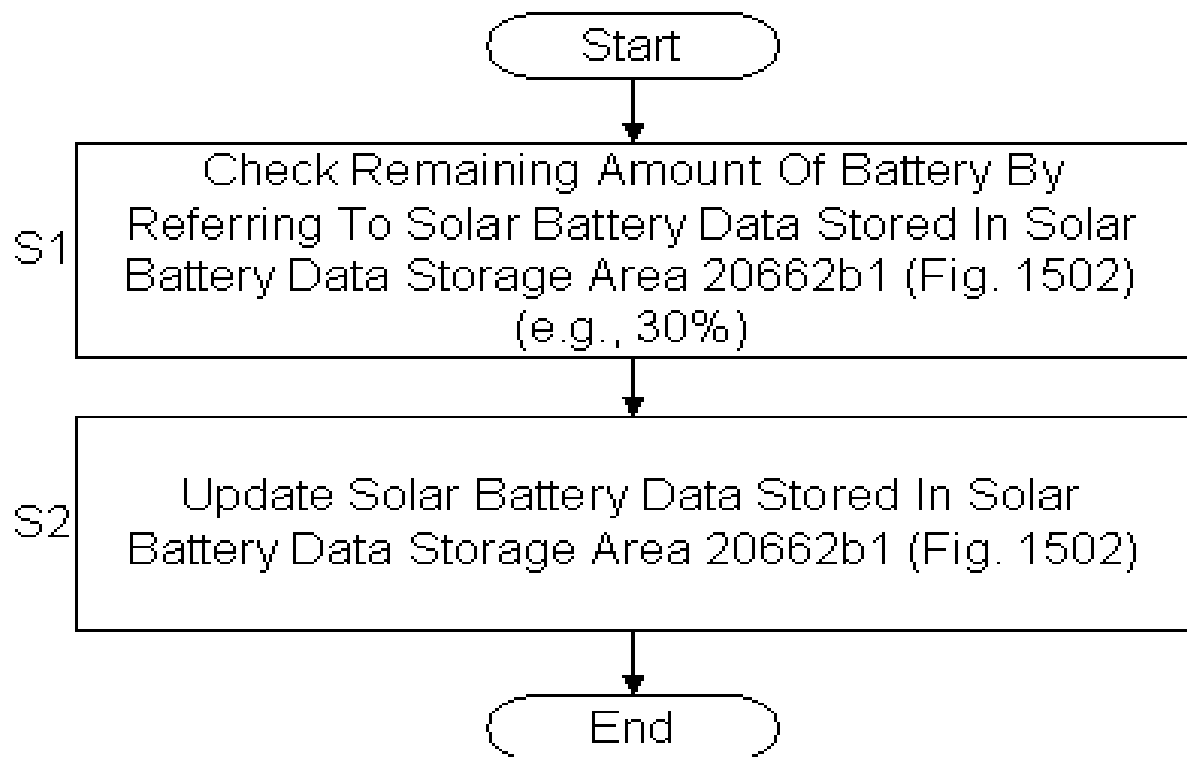 Start
S1
Check Remaining Amount Of Battery By
Referring To Solar Battery Data Stored In Solar
Battery Data Storage Area 20662b1 (Fig. 1502)
(e.g., 30%)
S2
Update Solar Battery Data Stored In Solar
Battery Data Storage Area 20662b1 (Fig. 1502)
End